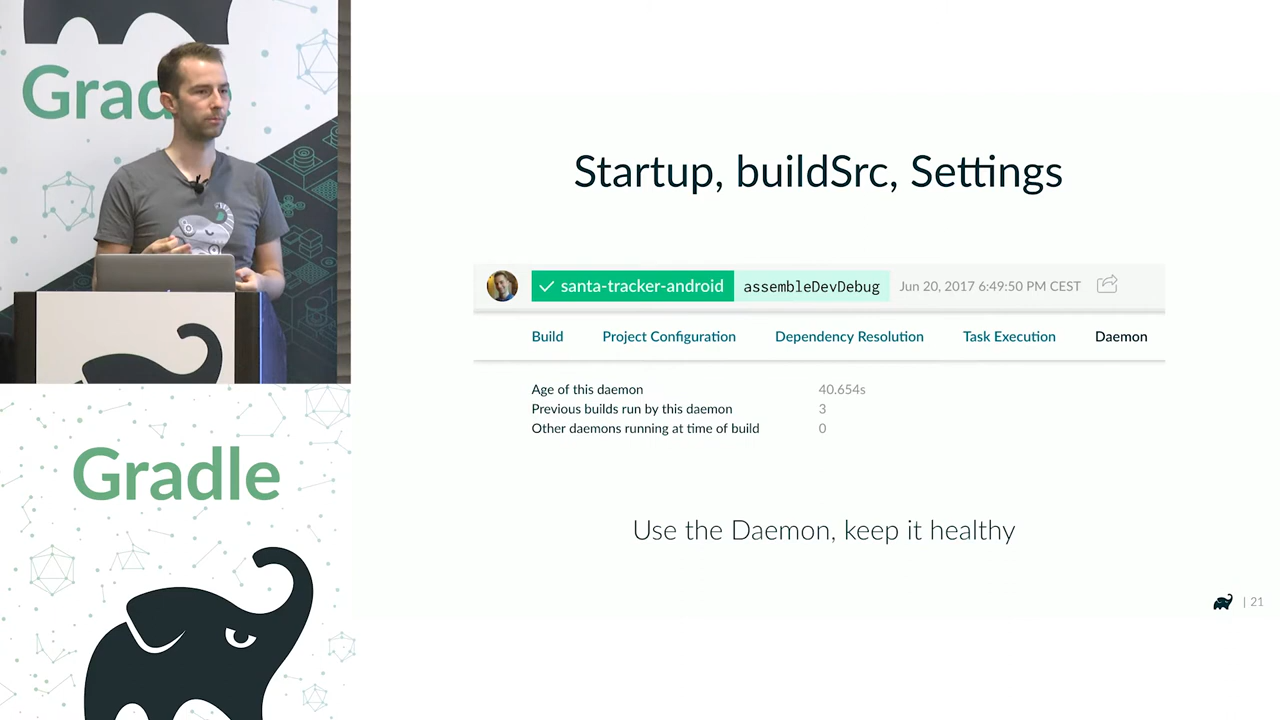 Gradle
Startup, buildSrc, Settings
santa-tracker-android assembleDevDebug Jun 20, 2017 6:49:50 PM CEST
Build Project Configuration Dependency Resolution Task Execution Daemon
Age of this daemon 40.654s
Previous builds run by this daemon 3
Other daemons running at time of build 0
Use the Daemon, keep it healthy
| 21
Gradle